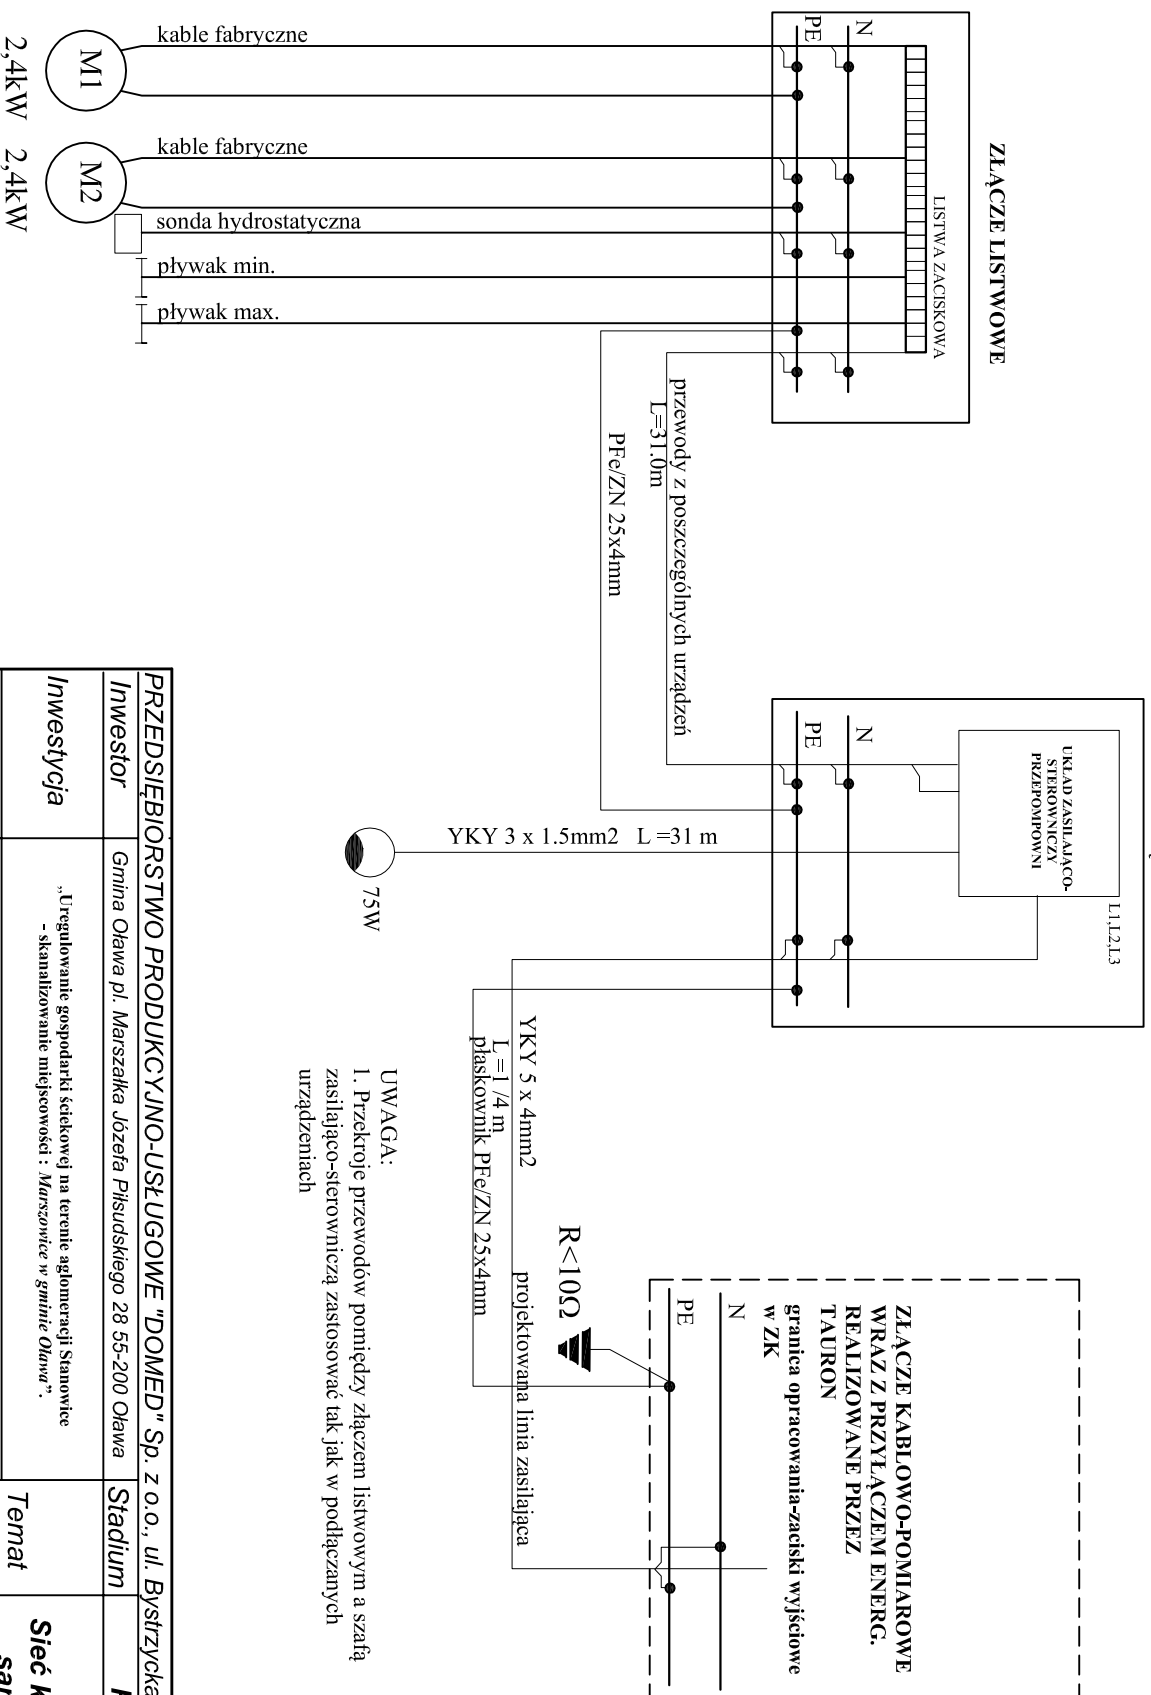 ZŁĄCZE LISTWOWE
LISTWA ZACISKOWA
N
PE
kable fabryczne
M1
2,4kW
kable fabryczne
M2
2,4kW
sonda hydrostatyczna
pływak min.
pływak max.
przewody z poszczególnych urządzeń
L=31.0m
PFe/ZN 25x4mm
UKŁAD ZASILAJĄCO-
STEROWNICZY
PRZEPOMPOWNI
L1,L2,L3
N
PE
YKY 3 x 1.5mm2 L =31 m
75W
YKY 5 x 4mm2
L =1 /4 m
płaskownik PFe/ZN 25x4mm
projektowana linia zasilająca
R<10Ω
ZŁĄCZE KABLOWO-POMIAROWE
WRAZ Z PRZYŁĄCZEM ENERG.
REALIZOWANE PRZEZ
TAURON
granica opracowania-zaciski wyjściowe
w ZK
N
PE
UWAGA:
1. Przekroje przewodów pomiędzy złączem listwowym a szafą
zasilająco-sterowniczą zastosować tak jak w podłączanych
urządzeniach
PRZEDSIĘBIORSTWO PRODUKCYJNO-USŁUGOWE "DOMED" Sp. z o.o., ul. Bystrzycka
Inwestor Gmina Oława pl. Marszałka Józefa Piłsudskiego 28 55-200 Oława Stadium
Inwestycja
„Uregulowanie gospodarki ściekowej na terenie aglomeracji Stanowice
- skanalizowanie miejscowości : Marszowice w gminie Oława”.
Temat
Sieć